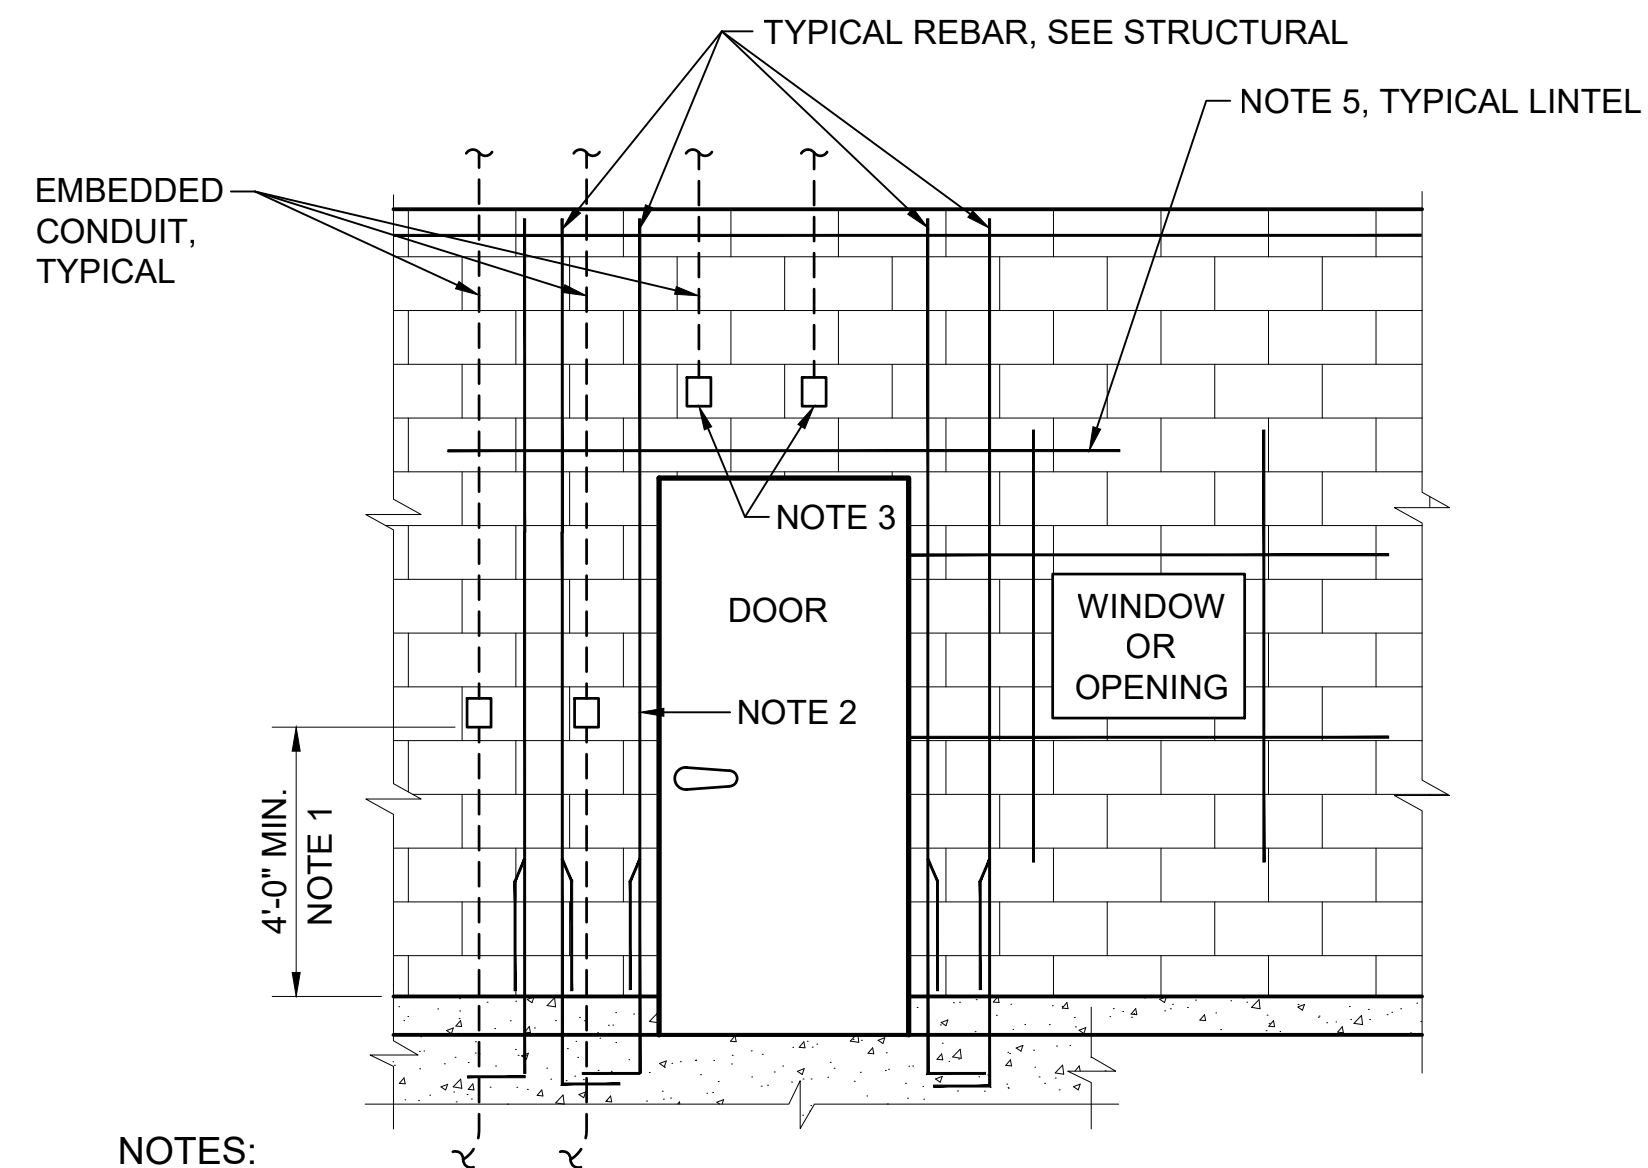 TYPICAL REBAR, SEE STRUCTURAL
NOTE 5, TYPICAL LINTEL
EMBEDDED
CONDUIT,
TYPICAL
NOTE 3
DOOR
WINDOW
OR
OPENING
NOTE 2
4'-0" MIN.
NOTE 1
NOTES: